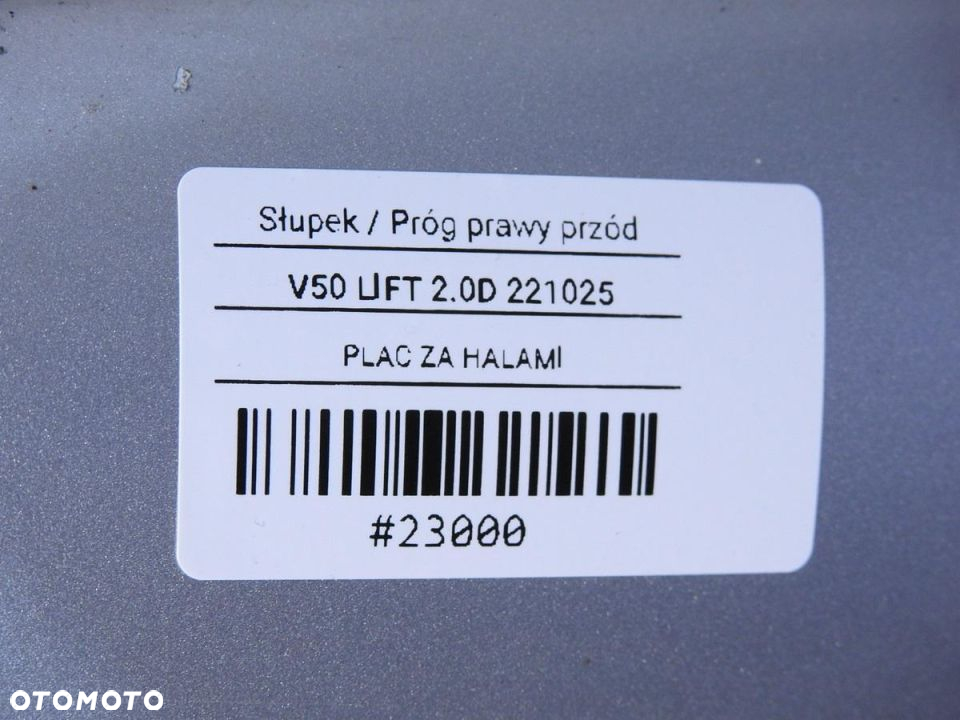 Słupek / Próg prawy przód
V50 LIFT 2.0D 221025
PLAC ZA HALAMI
#23000
OTOMOTO